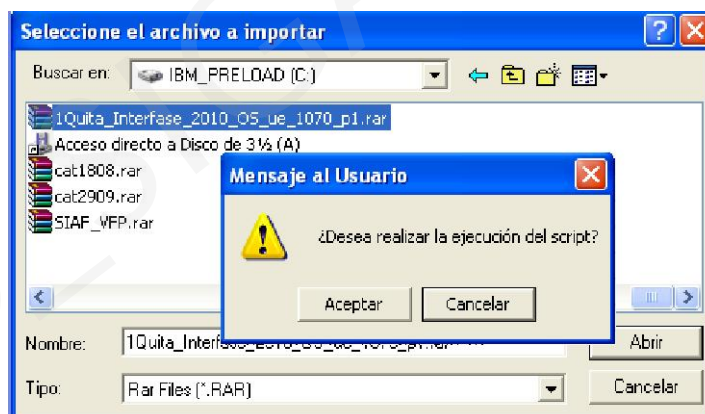 Seleccione el archivo a importar
Buscar en: IBM_PRELOAD (C:)
1Quita_Interfase_2010_OS_ue_1070_p1.rar
Acceso directo a Disco de 3½ (A)
cat1808.rar
cat2909.rar
SIAF_VFP.rar
Mensaje al Usuario
¿Desea realizar la ejecución del script?
Aceptar Cancelar
Nombre: 1Quita_Interfase_2010_OS_ue_1070_p1.rar Abrir
Tipo: Rar Files (*.RAR) Cancelar